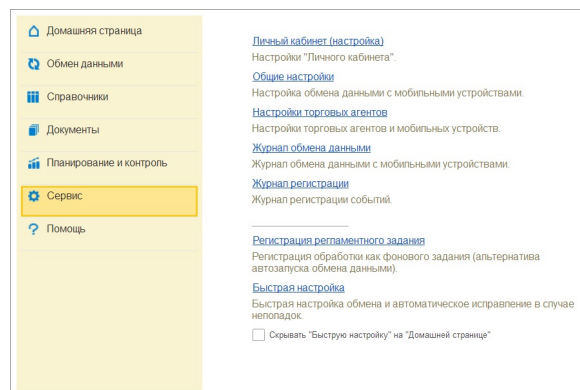 Домашняя страница
Обмен данными
Справочники
Документы
Планирование и контроль
Сервис
Помощь
Личный кабинет (настройка)
Настройки "Личного кабинета".
Общие настройки
Настройка обмена данными с мобильными устройствами.
Настройки торговых агентов
Настройки торговых агентов и мобильных устройств.
Журнал обмена данными
Журнал обмена данными с мобильными устройствами.
Журнал регистрации
Журнал регистрации событий.
Регистрация регламентного задания
Регистрация обработки как фонового задания (альтернатива
автозапуска обмена данными).
Быстрая настройка
Быстрая настройка обмена и автоматическое исправление в случае
неполадок.
Скрывать "Быструю настройку" на "Домашней странице"